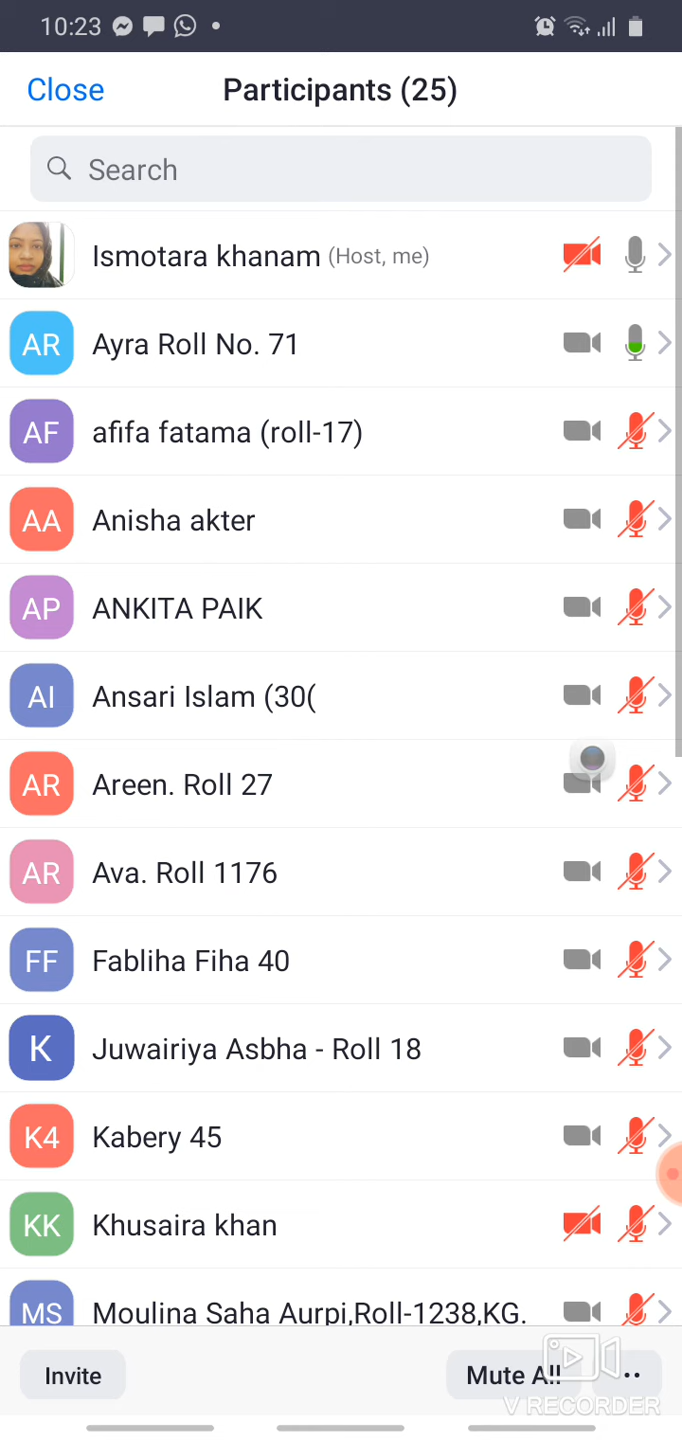 10:23
Close
Participants (25)
Search
Ismotara khanam (Host, me)
AR
Ayra Roll No. 71
AF
afifa fatama (roll-17)
AA
Anisha akter
AP
ANKITA PAIK
AI
Ansari Islam (30(
AR
Areen. Roll 27
AR
Ava. Roll 1176
FF
Fabliha Fiha 40
K
Juwairiya Asbha - Roll 18
K4
Kabery 45
KK
Khusaira khan
MS
Moulina Saha Aurpi,Roll-1238,KG.
Invite
Mute All
V RECORDER